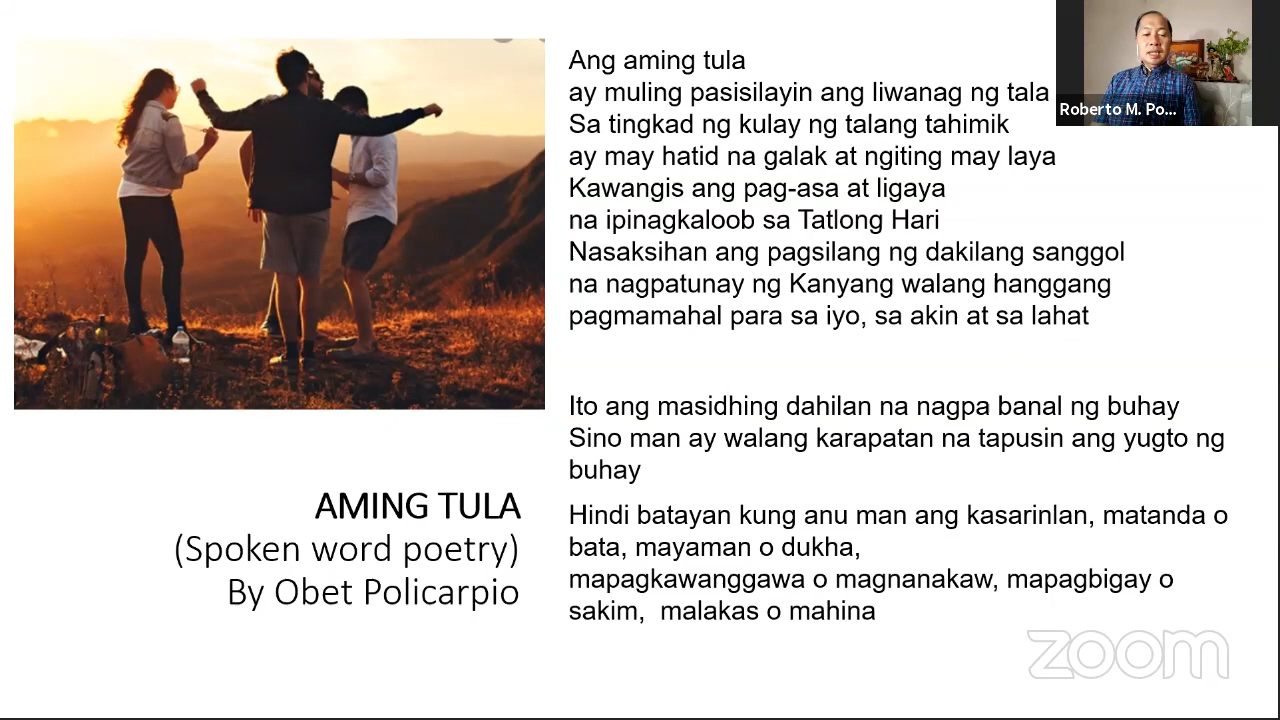 Ang aming tula
ay muling pasisilayin ang liwanag ng tala
Sa tingkad ng kulay ng talang tahimik
ay may hatid na galak at ngiting may laya
Kawangis ang pag-asa at ligaya
na ipinagkaloob sa Tatlong Hari
Nasaksihan ang pagsilang ng dakilang sanggol
na nagpatunay ng Kanyang walang hanggang
pagmamahal para sa iyo, sa akin at sa lahat
Ito ang masidhing dahilan na nagpa banal ng buhay
Sino man ay walang karapatan na tapusin ang yugto ng
buhay
Hindi batayan kung anu man ang kasarinlan, matanda o
bata, mayaman o dukha,
mapagkawanggawa o magnanakaw, mapagbigay o
sakim,  malakas o mahina
AMING TULA
(Spoken word poetry)
By Obet Policarpio
Roberto M. Po...
zoom